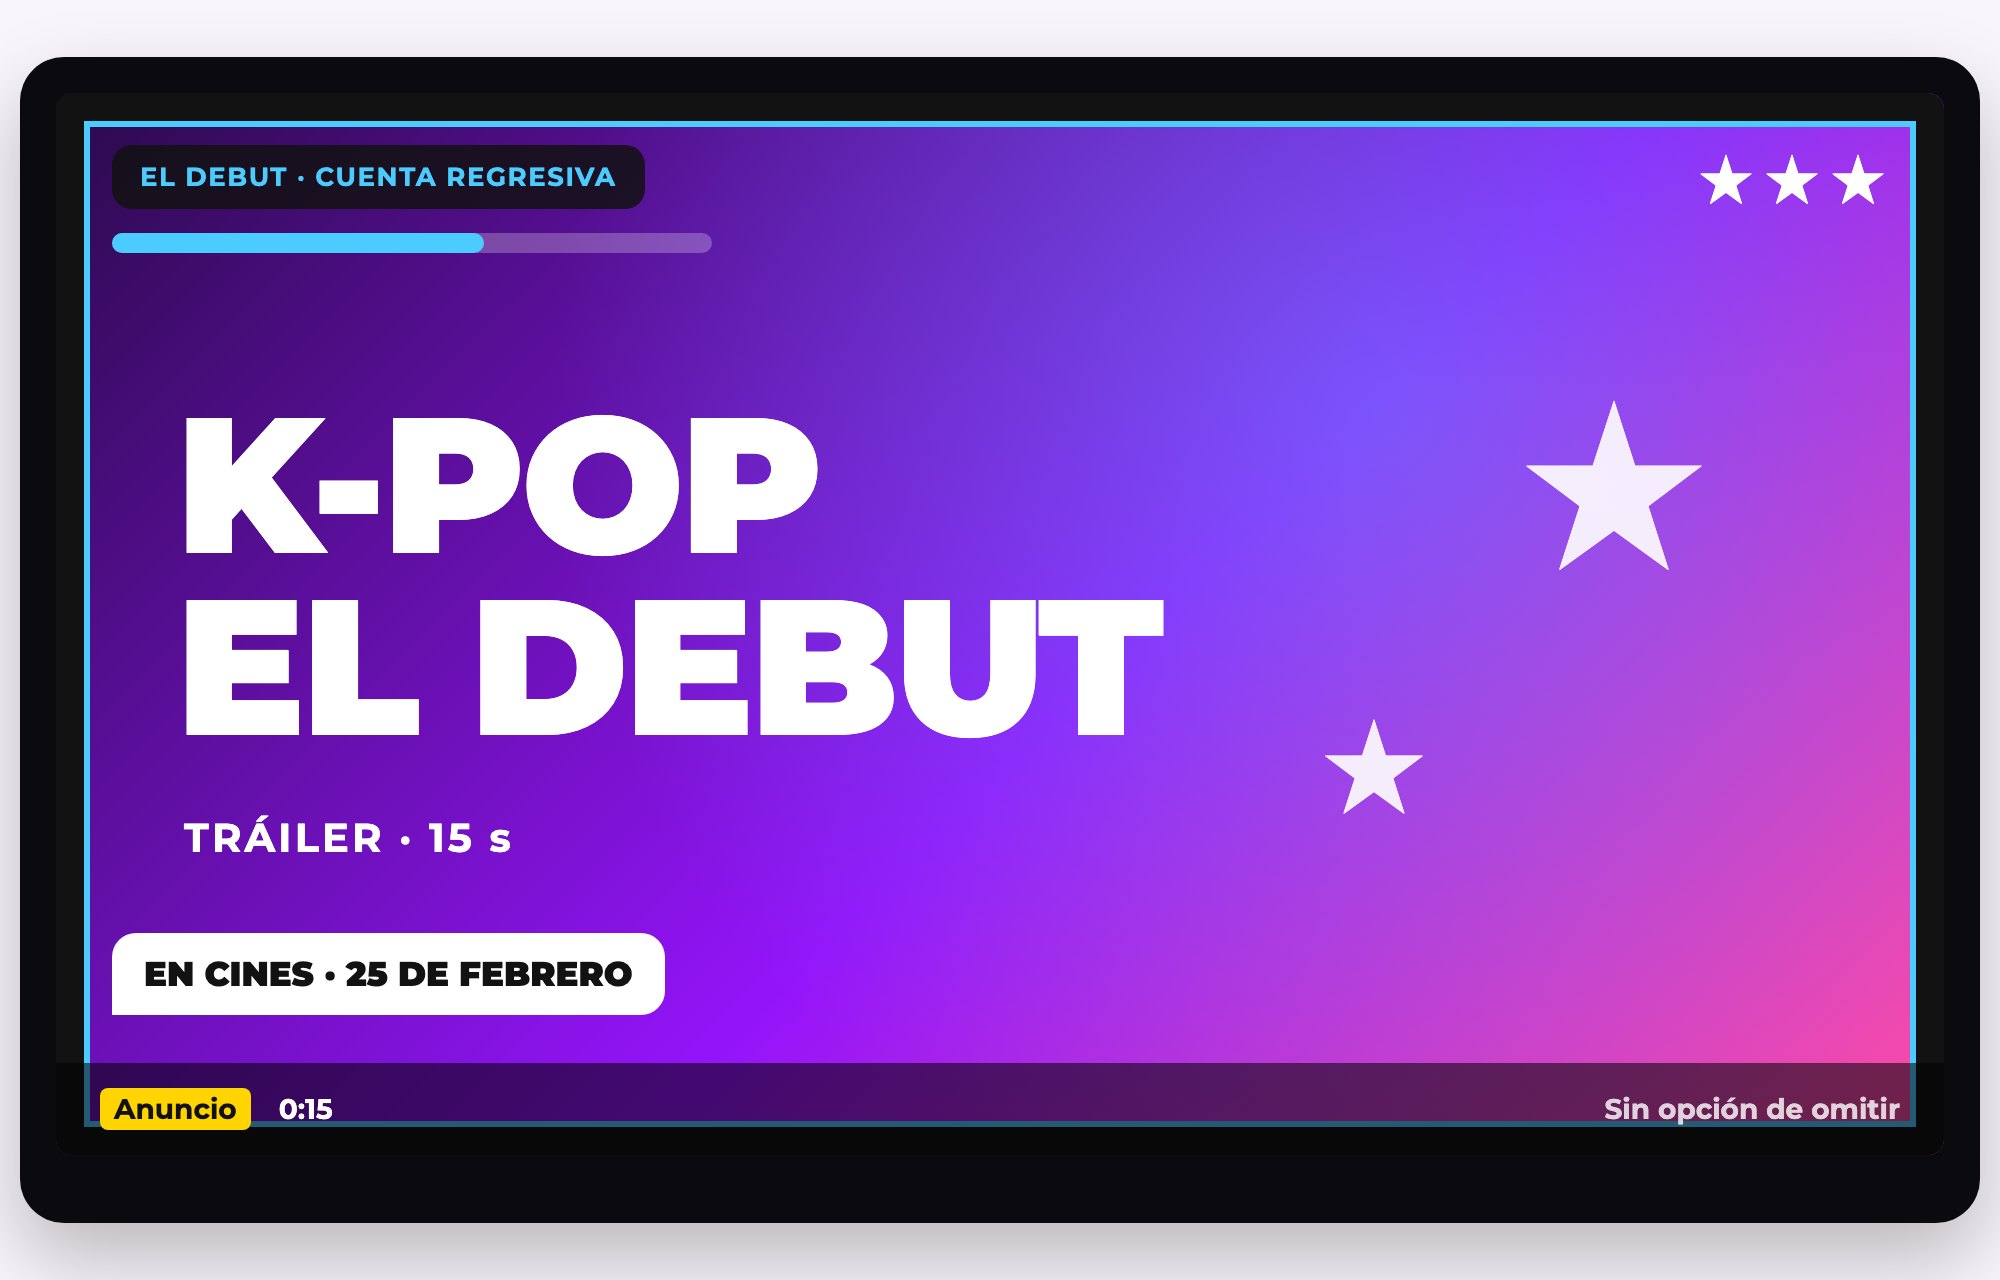 EL DEBUT · CUENTA REGRESIVA
K-POP
EL DEBUT
TRÁILER · 15 s
EN CINES · 25 DE FEBRERO
Anuncio 0:15 Sin opción de omitir